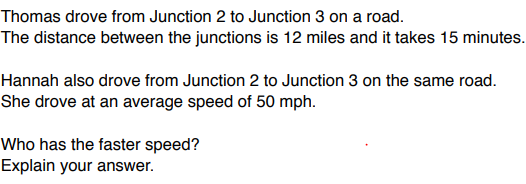 Thomas drove from Junction 2 to Junction 3 on a road.
The distance between the junctions is 12 miles and it takes 15 minutes.
Hannah also drove from Junction 2 to Junction 3 on the same road.
She drove at an average speed of 50 mph.
Who has the faster speed?
Explain your answer.